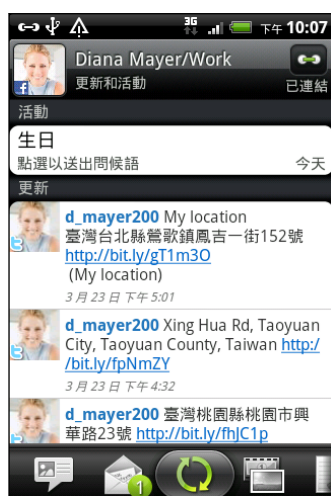 3G 下午 10:07
Diana Mayer/Work
更新和活動
已連結
活動
生日
點選以送出問候語 今天
更新
d_mayer200 My location
臺灣台北縣鶯歌鎮鳳吉一街152號
http://bit.ly/gT1m3O
(My location)
3 月 23 日 下午 5:01
d_mayer200 Xing Hua Rd, Taoyuan
City, Taoyuan County, Taiwan http:/
/bit.ly/fpNmZY
3 月 23 日 下午 4:32
d_mayer200 臺灣桃園縣桃園市興
華路23號 http://bit.ly/fhJC1p
1